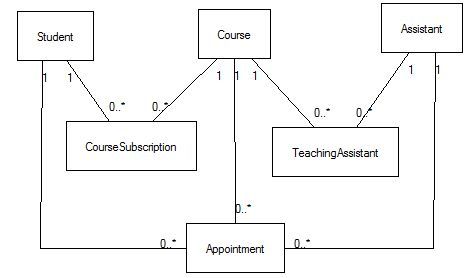 Student
Course
Assistant
1
1
1
1
1
1
1
0..*
0..*
0..*
0..*
CourseSubscription
TeachingAssistant
0..*
0..*
0..*
Appointment